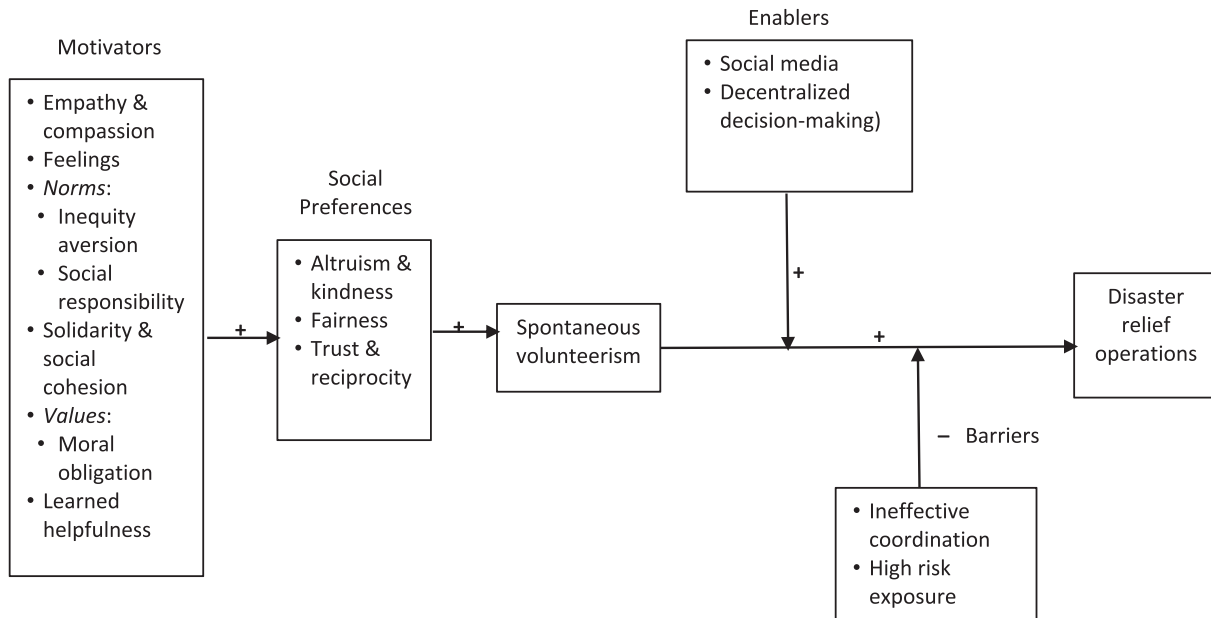 Motivators
• Empathy &
compassion
• Feelings
• Norms:
• Inequity
aversion
• Social
responsibility
• Solidarity &
social
cohesion
• Values:
• Moral
obligation
• Learned
helpfulness
+
Social
Preferences
• Altruism &
kindness
• Fairness
• Trust &
reciprocity
+
Spontaneous
volunteerism
Enablers
• Social media
• Decentralized
decision-making)
+
+
Disaster
relief
operations
– Barriers
• Ineffective
coordination
• High risk
exposure